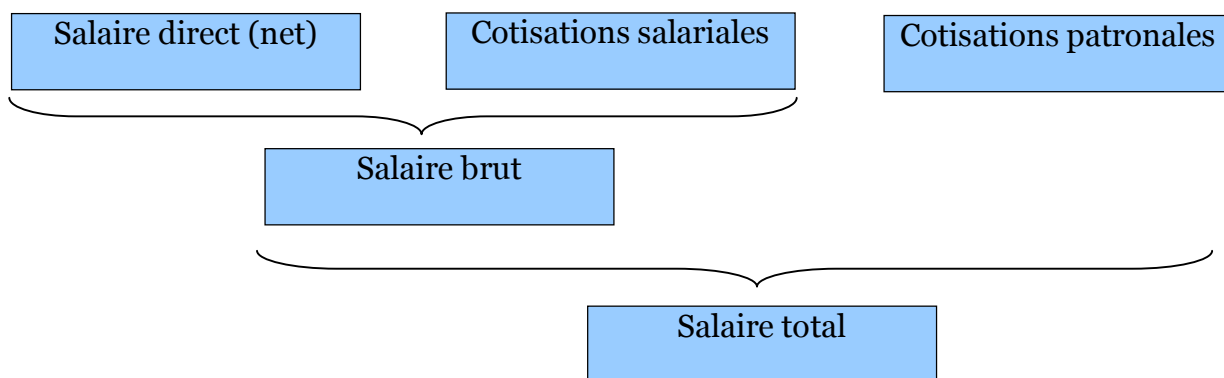 Salaire direct (net)
Cotisations salariales
Cotisations patronales
Salaire brut
Salaire total